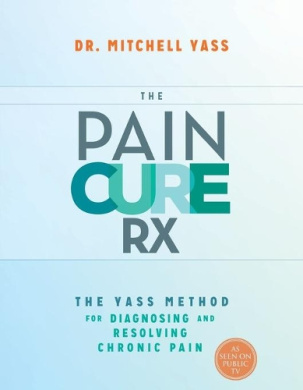 DR. MITCHELL YASS
THE
PAIN
CURE
RX
THE YASS METHOD
FOR DIAGNOSING AND
RESOLVING
CHRONIC PAIN
AS
SEEN ON
PUBLIC
TV